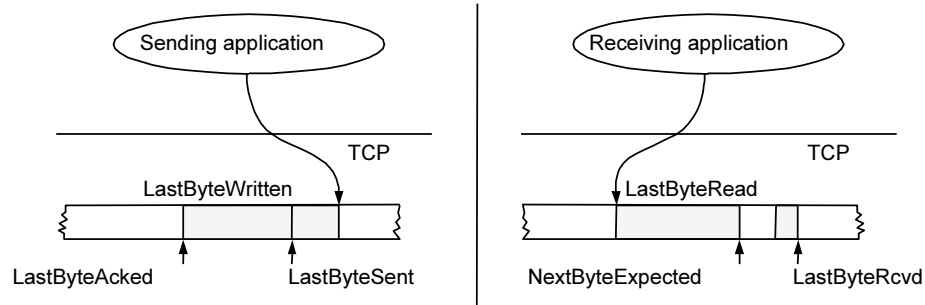 Sending application
Receiving application
TCP
TCP
LastByteWritten
LastByteRead
LastByteAcked
LastByteSent
NextByteExpected
LastByteRcvd